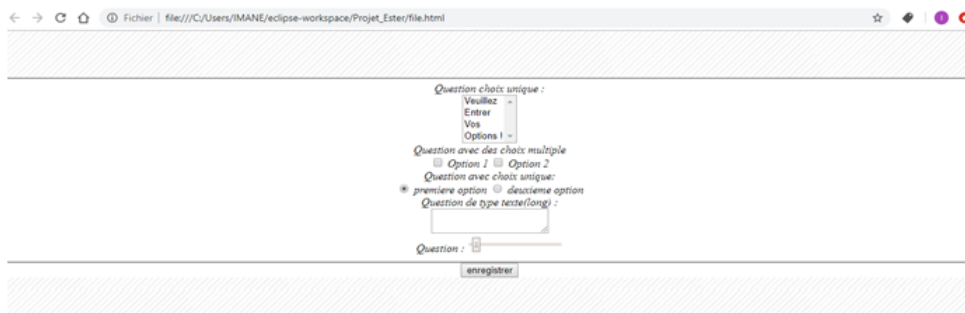 Fichier | file:///C:/Users/IMANE/eclipse-workspace/Projet_Ester/file.html
Question choix unique :
Veuillez
Entrer
Vos
Options !
Question avec des choix multiple
Option 1 Option 2
Question avec choix unique:
premiere option deuxieme option
Question de type texte(long) :
Question :
enregistrer